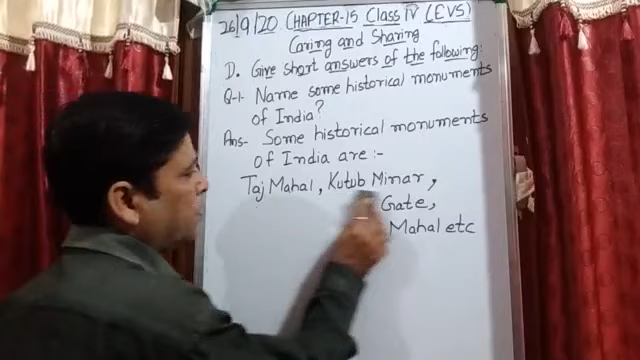 26/9/20 CHAPTER-15 Class IV (EVS)
Caring and Sharing
D. Give short answers of the following:
Q-1. Name some historical monuments
of India?
Ans- Some historical monuments
of India are :-
Taj Mahal, Kutub Minar,
Gate,
Mahal etc